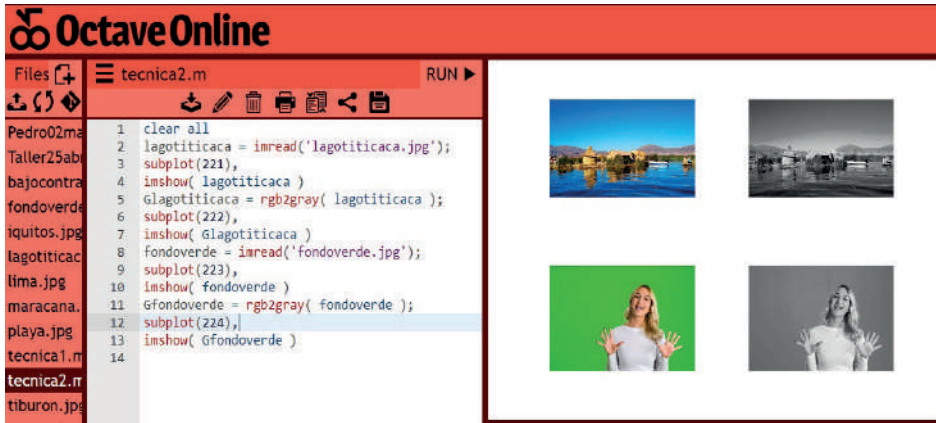 Octave Online
Files
tecnica2.m
RUN
Pedro02ma
Taller25ab
bajocontra
fondoverde
iquitos.jpg
lagotiticac
lima.jpg
maracana.
playa.jpg
tecnica1.m
tecnica2.m
tiburon.jpg
1 clear all
2 lagotiticaca = imread('lagotiticaca.jpg');
3 subplot(221),
4 imshow( lagotiticaca )
5 Glagotiticaca = rgb2gray( lagotiticaca );
6 subplot(222),
7 imshow( Glagotiticaca )
8 fondoverde = imread('fondoverde.jpg');
9 subplot(223),
10 imshow( fondoverde )
11 Gfondoverde = rgb2gray( fondoverde );
12 subplot(224),
13 imshow( Gfondoverde )
14